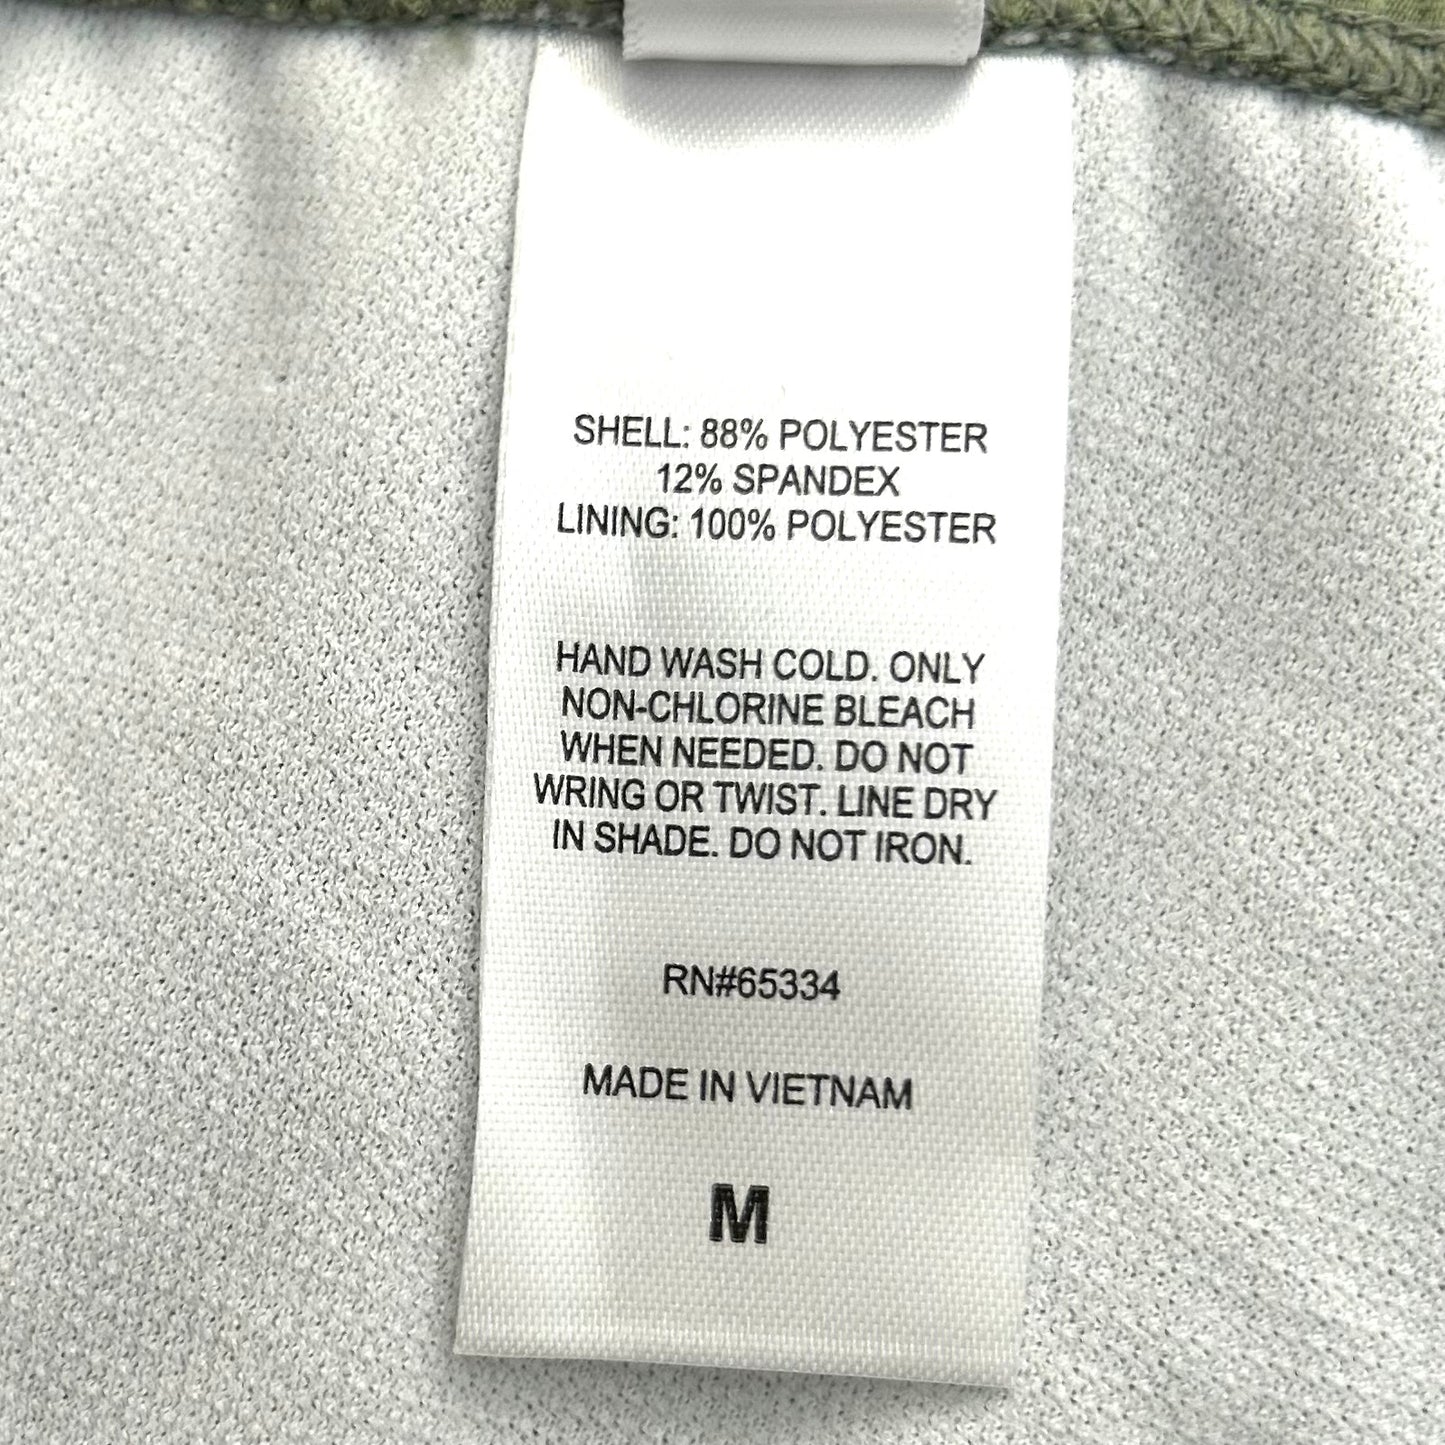 SHELL: 88% POLYESTER
12% SPANDEX
LINING: 100% POLYESTER
HAND WASH COLD. ONLY
NON-CHLORINE BLEACH
WHEN NEEDED. DO NOT
WRING OR TWIST. LINE DRY
IN SHADE. DO NOT IRON.
RN#65334
MADE IN VIETNAM
M